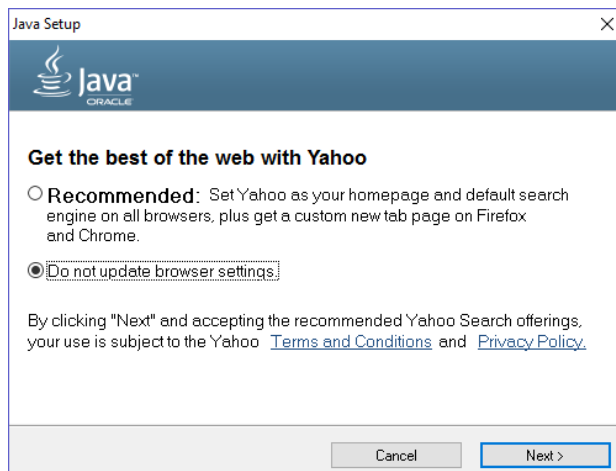 Java Setup
Java™
ORACLE
Get the best of the web with Yahoo
Recommended: Set Yahoo as your homepage and default search
engine on all browsers, plus get a custom new tab page on Firefox
and Chrome.
Do not update browser settings.
By clicking "Next" and accepting the recommended Yahoo Search offerings,
your use is subject to the Yahoo Terms and Conditions and Privacy Policy.
Cancel Next >